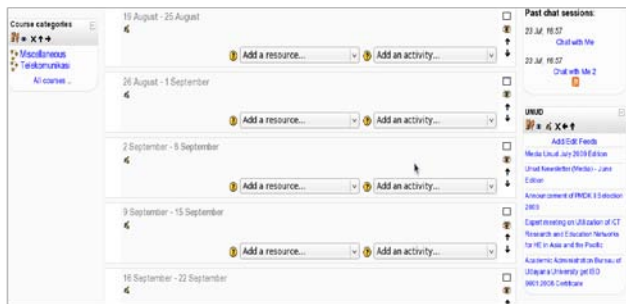 Course categories
Miscellaneous
Telekomunikasi
All courses ...
19 August - 25 August
Add a resource...
Add an activity...
26 August - 1 September
Add a resource...
Add an activity...
2 September - 8 September
Add a resource...
Add an activity...
9 September - 15 September
Add a resource...
Add an activity...
16 September - 22 September
Past chat sessions:
23 Jul, 16:57
Chat with Me
23 Jul, 16:57
Chat with Me 2
UNUD
Add/Edit Feeds
Media Unud July 2009 Edition
Unud Newsletter (Media) - June
Edition
Announcement of PMDK II Selection
2009
Expert meeting on Utilization of ICT
Research and Education Networks
for HE in Asia and the Pacific
Academic Administration Bureau of
Udayana University get ISO
9001:2008 Certificate